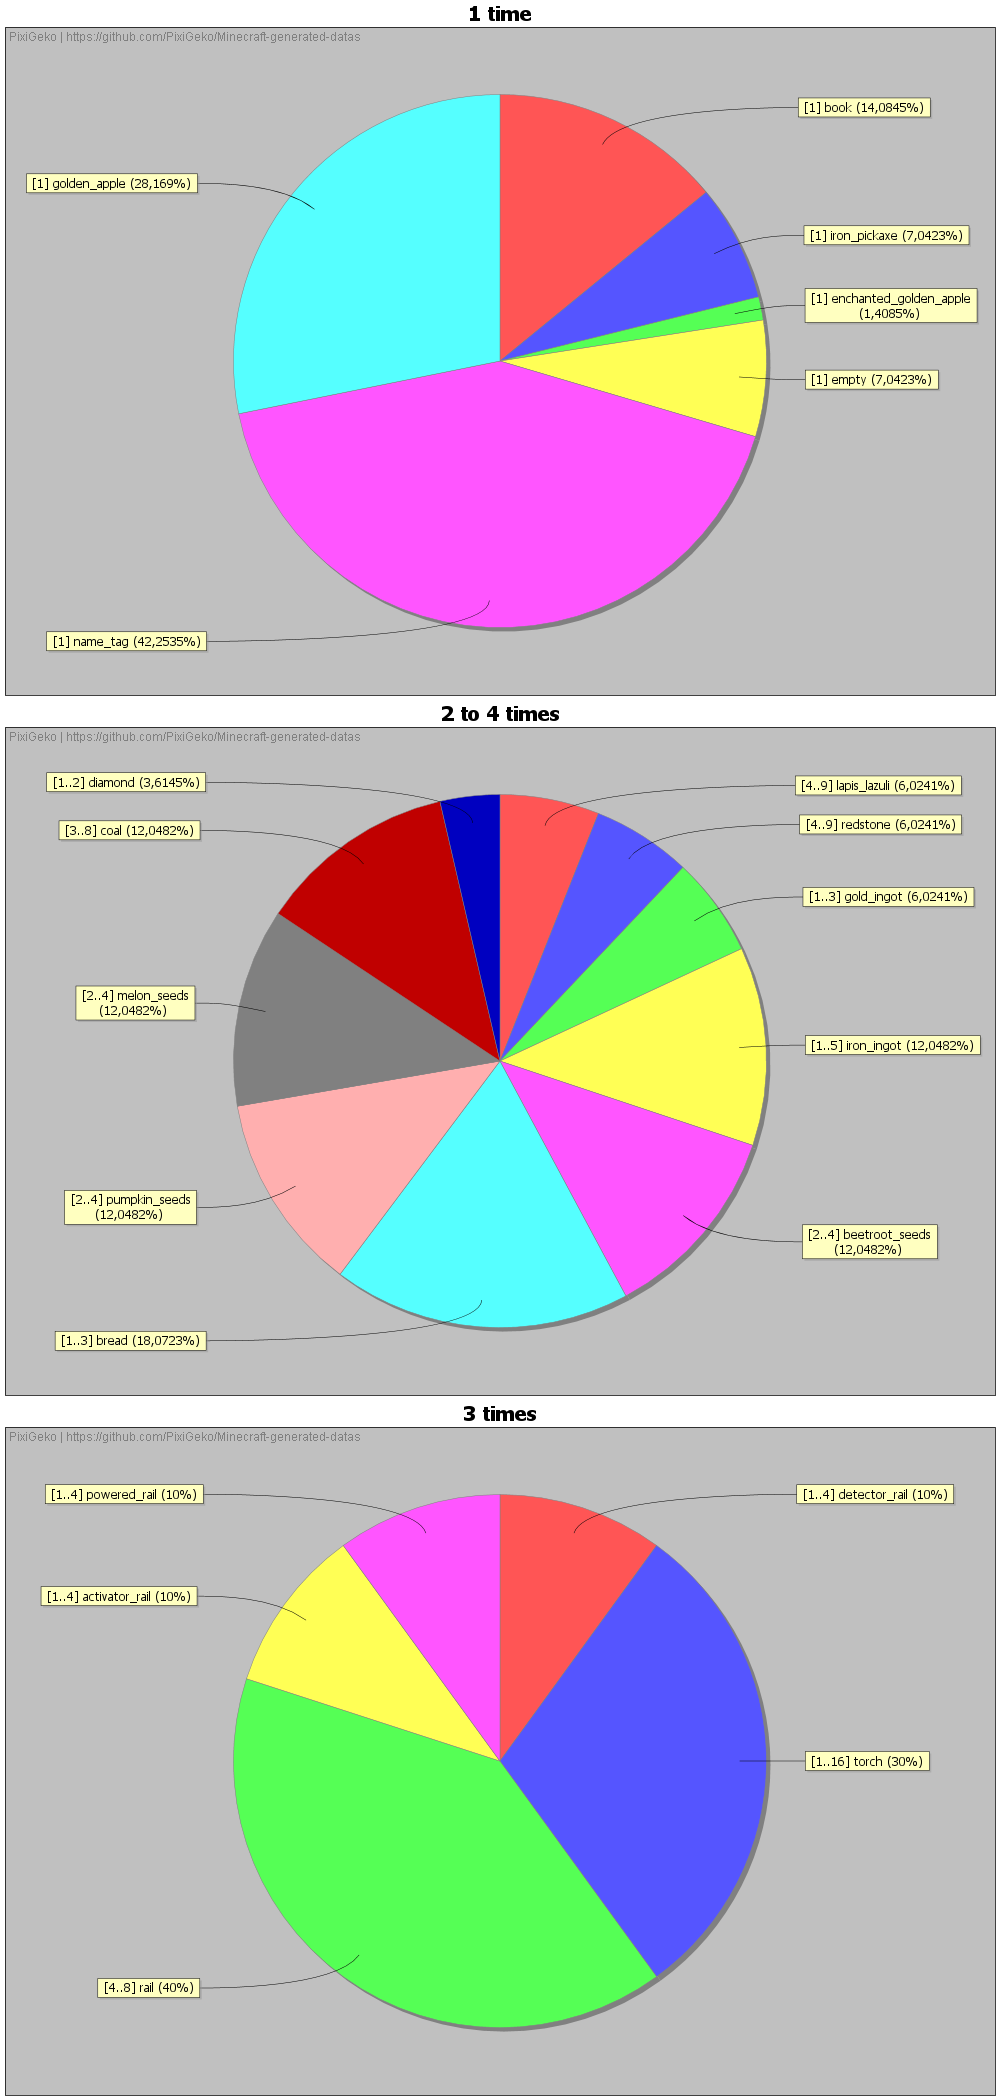 1 time
PixiGeko | https://github.com/PixiGeko/Minecraft-generated-datas
[1] book (14,0845%)
[1] golden_apple (28,169%)
[1] iron_pickaxe (7,0423%)
[1] enchanted_golden_apple
(1,4085%)
[1] empty (7,0423%)
[1] name_tag (42,2535%)
2 to 4 times
PixiGeko | https://github.com/PixiGeko/Minecraft-generated-datas
[1..2] diamond (3,6145%)
[4..9] lapis_lazuli (6,0241%)
[3..8] coal (12,0482%)
[4..9] redstone (6,0241%)
[1..3] gold_ingot (6,0241%)
[2..4] melon_seeds
(12,0482%)
[1..5] iron_ingot (12,0482%)
[2..4] pumpkin_seeds
(12,0482%)
[2..4] beetroot_seeds
(12,0482%)
[1..3] bread (18,0723%)
3 times
PixiGeko | https://github.com/PixiGeko/Minecraft-generated-datas
[1..4] powered_rail (10%)
[1..4] detector_rail (10%)
[1..4] activator_rail (10%)
[1..16] torch (30%)
[4..8] rail (40%)